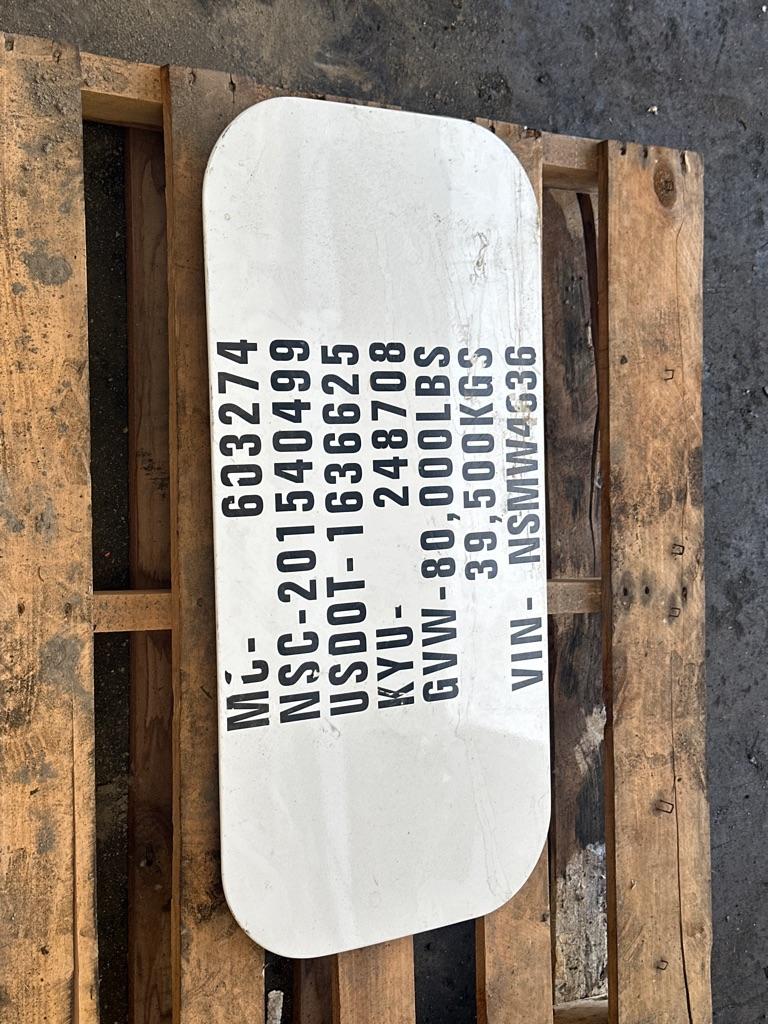 MC- 603274
NSC-201540499
USDOT-1636625
KYU- 248708
GVW-80,000LBS
39,500KGS
VIN- NSMW4636